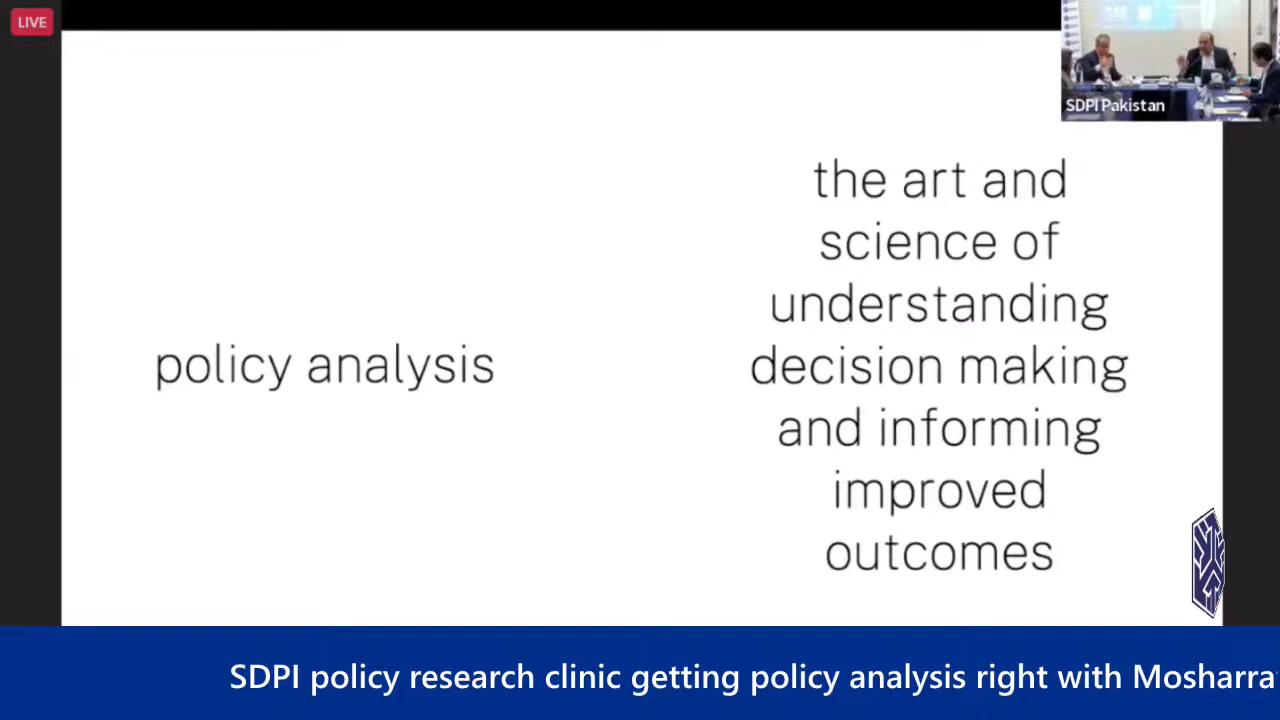 LIVE
SDPI Pakistan
policy analysis
the art and
science of
understanding
decision making
and informing
improved
outcomes
SDPI policy research clinic getting policy analysis right with Mosharra